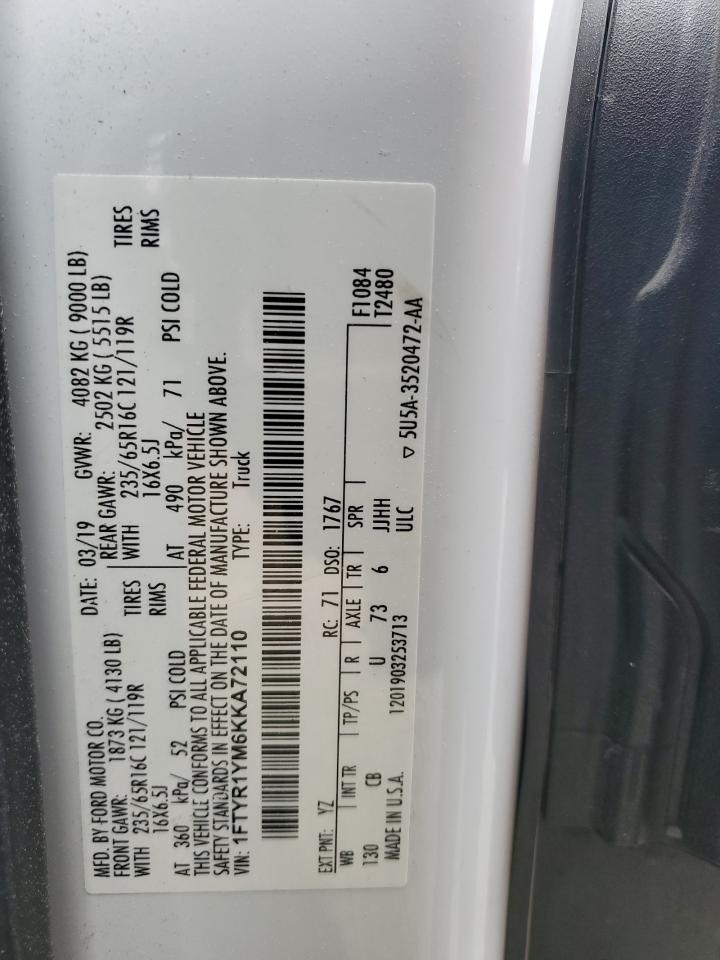 MFD. BY FORD MOTOR CO. DATE: 03/19 GVWR: 4082 KG ( 9000 LB)
FRONT GAWR: 1873 KG ( 4130 LB) REAR GAWR: 2502 KG ( 5515 LB)
WITH 235/65R16C 121/119R TIRES WITH 235/65R16C 121/119R TIRES
16X6.5J RIMS 16X6.5J RIMS
AT 360 kPa/ 52 PSI COLD AT 490 kPa/ 71 PSI COLD
THIS VEHICLE CONFORMS TO ALL APPLICABLE FEDERAL MOTOR VEHICLE
SAFETY STANDARDS IN EFFECT ON THE DATE OF MANUFACTURE SHOWN ABOVE.
VIN: 1FTYR1YM6KKA72110 TYPE: Truck
EXT PNT: YZ RC: 71 DSO: 1767
WB INT TR TP/PS R AXLE TR SPR F1084
130 CB U 73 6 JJHH T2480
MADE IN U.S.A. 1201903253713 ULC ▽ 5U5A-3520472-AA